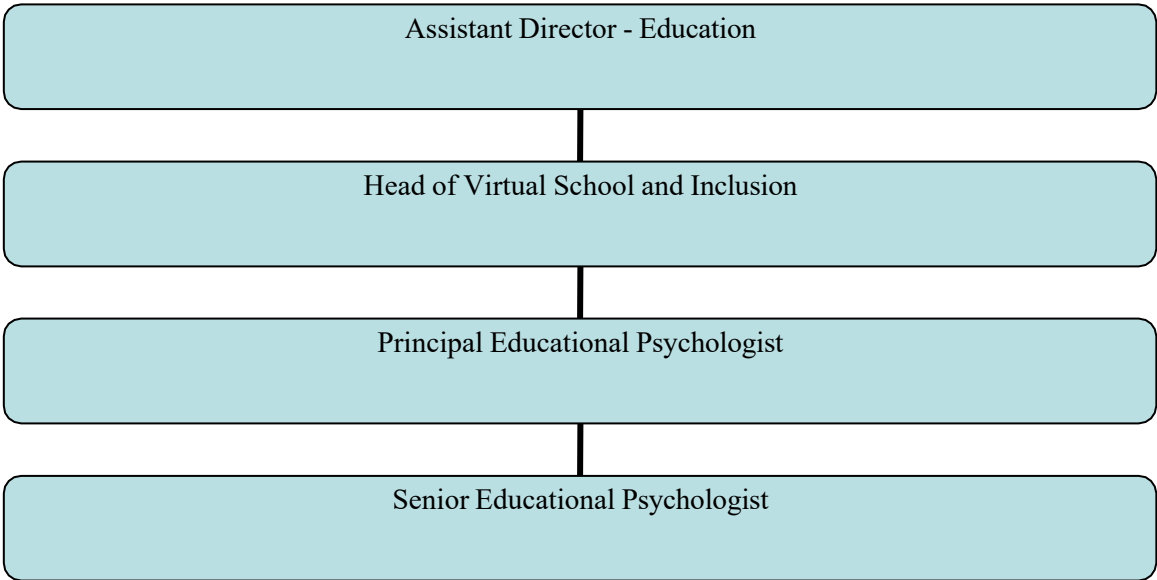 Assistant Director - Education
Head of Virtual School and Inclusion
Principal Educational Psychologist
Senior Educational Psychologist